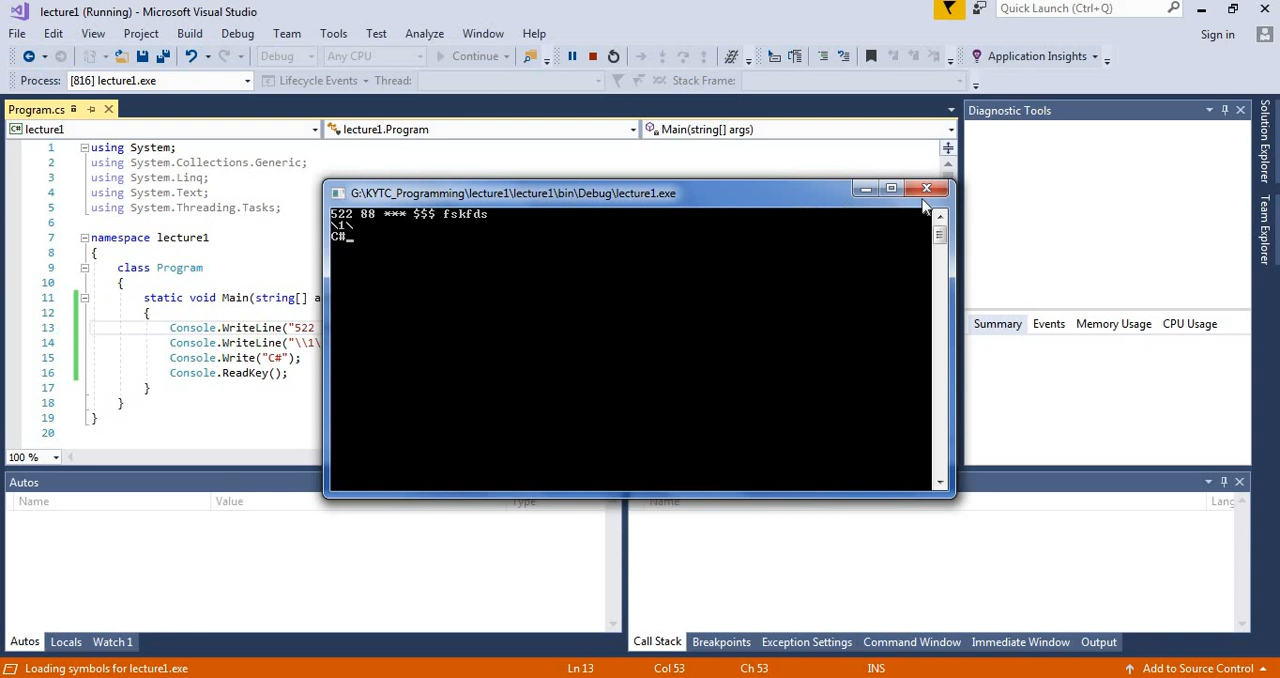 lecture1 (Running) - Microsoft Visual Studio
Quick Launch (Ctrl+Q)
File Edit View Project Build Debug Team Tools Test Analyze Window Help
Sign in
Debug Any CPU Continue Application Insights
Process: [816] lecture1.exe Lifecycle Events Thread: Stack Frame:
Program.cs
Diagnostic Tools
lecture1 lecture1.Program Main(string[] args)
1 using System;
2 using System.Collections.Generic;
3 using System.Linq;
4 using System.Text;
5 using System.Threading.Tasks;
6
7 namespace lecture1
8 {
9 class Program
10 {
11 static void Main(string[] a
12 {
13 Console.WriteLine("522
14 Console.WriteLine("\\1\
15 Console.Write("C#");
16 Console.ReadKey();
17 }
18 }
19 }
20
100 %
G:\KYTC_Programming\lecture1\lecture1\bin\Debug\lecture1.exe
522 88 *** $$$ fskfds
\1\
C#_
Summary Events Memory Usage CPU Usage
Solution Explorer
Team Explorer
Autos
Name Value Type
Name Lang
Autos Locals Watch 1
Call Stack Breakpoints Exception Settings Command Window Immediate Window Output
Loading symbols for lecture1.exe Ln 13 Col 53 Ch 53 INS Add to Source Control